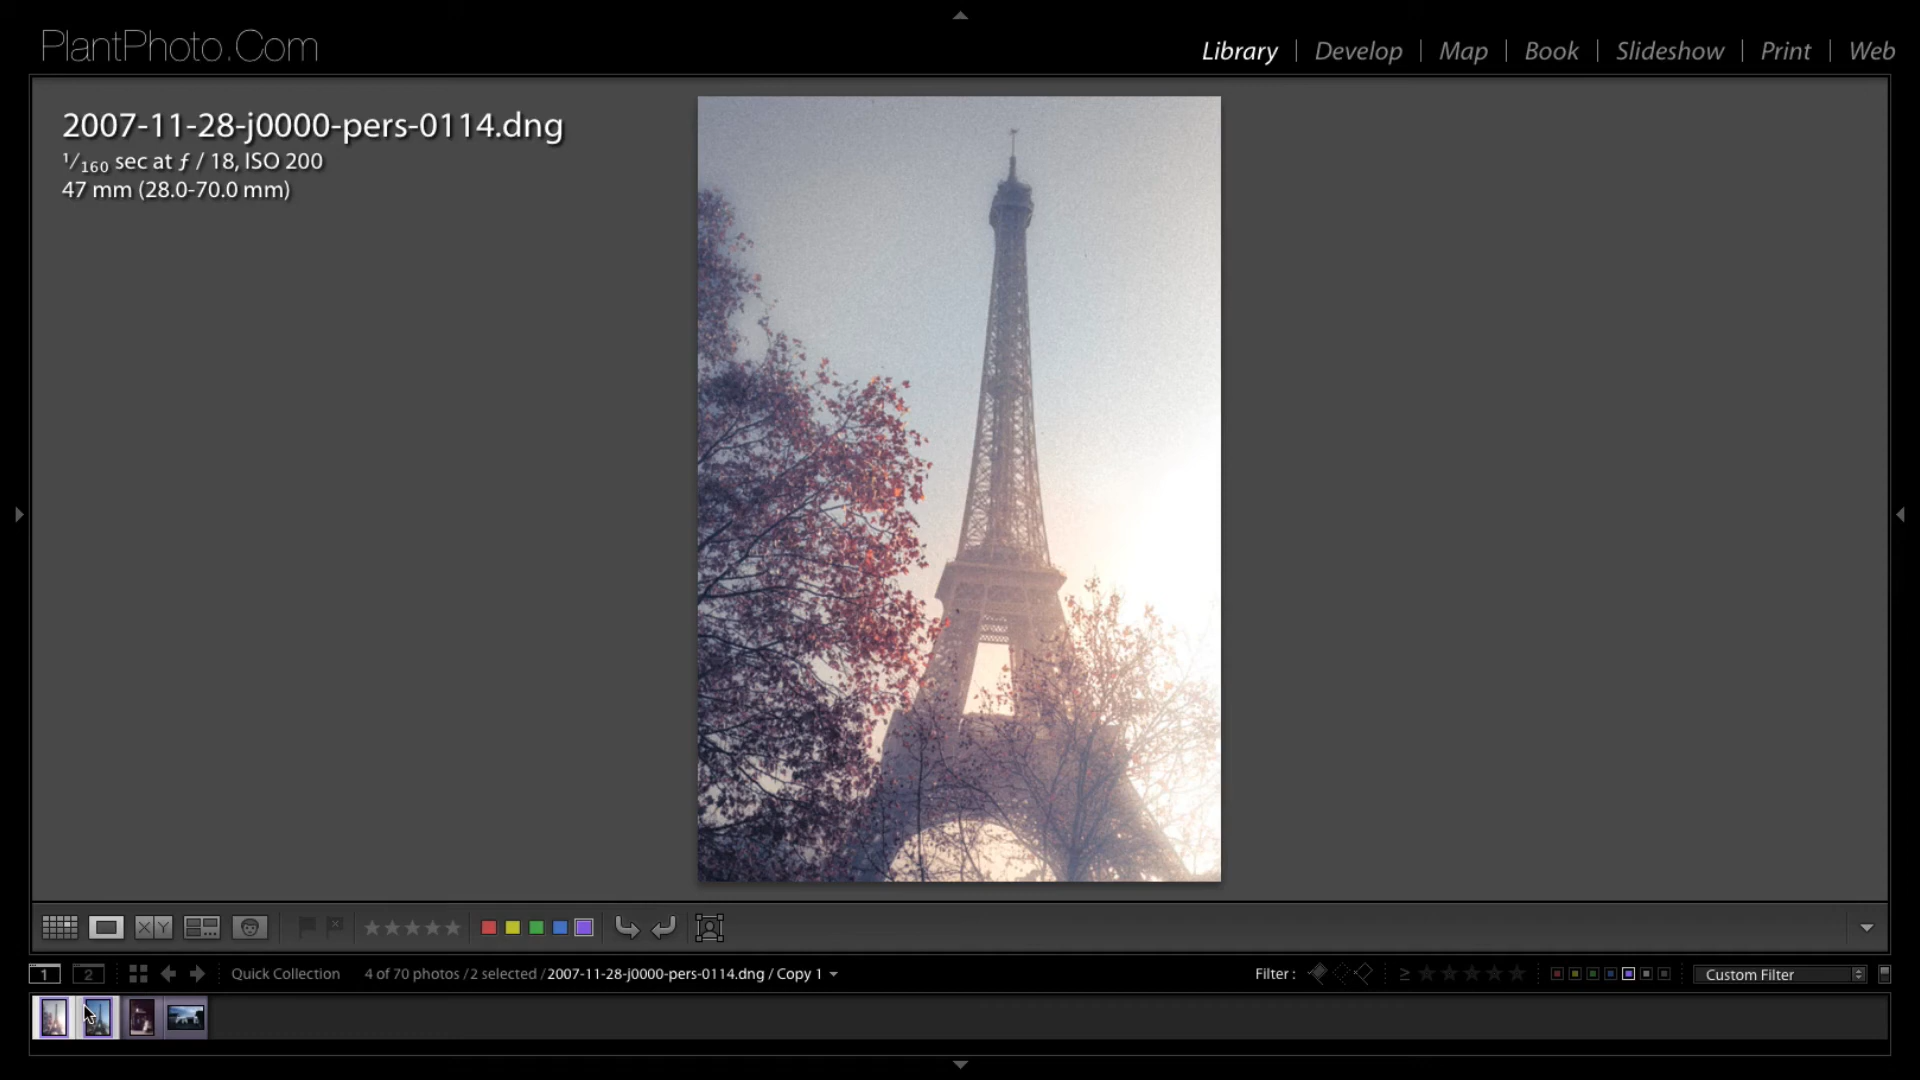 PlantPhoto.Com
Library | Develop | Map | Book | Slideshow | Print | Web
2007-11-28-j0000-pers-0114.dng
1/160 sec at ƒ / 18, ISO 200
47 mm (28.0-70.0 mm)
X Y
1 2 Quick Collection 4 of 70 photos / 2 selected / 2007-11-28-j0000-pers-0114.dng / Copy 1 Filter : ≥ Custom Filter